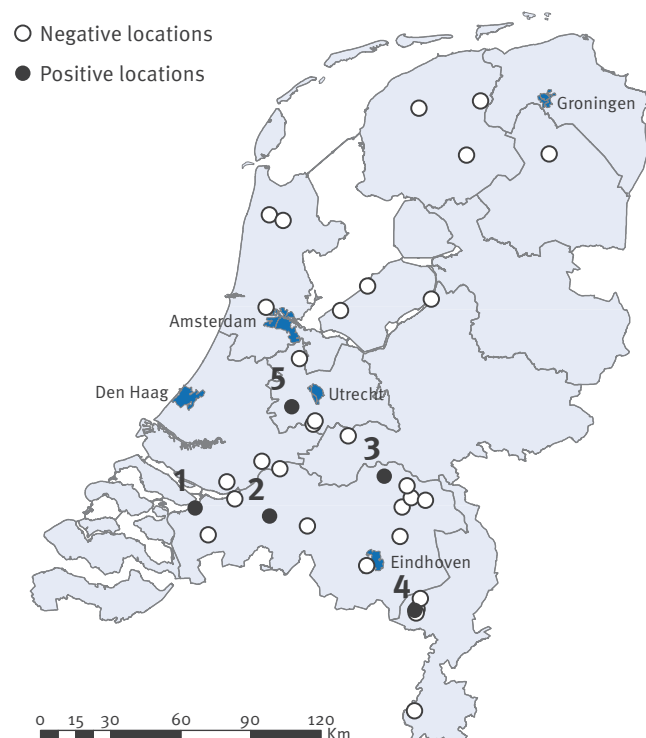 Negative locations
Positive locations
Groningen
Amsterdam
5
Den Haag
Utrecht
3
1
2
Eindhoven
4
0 15 30 60 90 120
Km